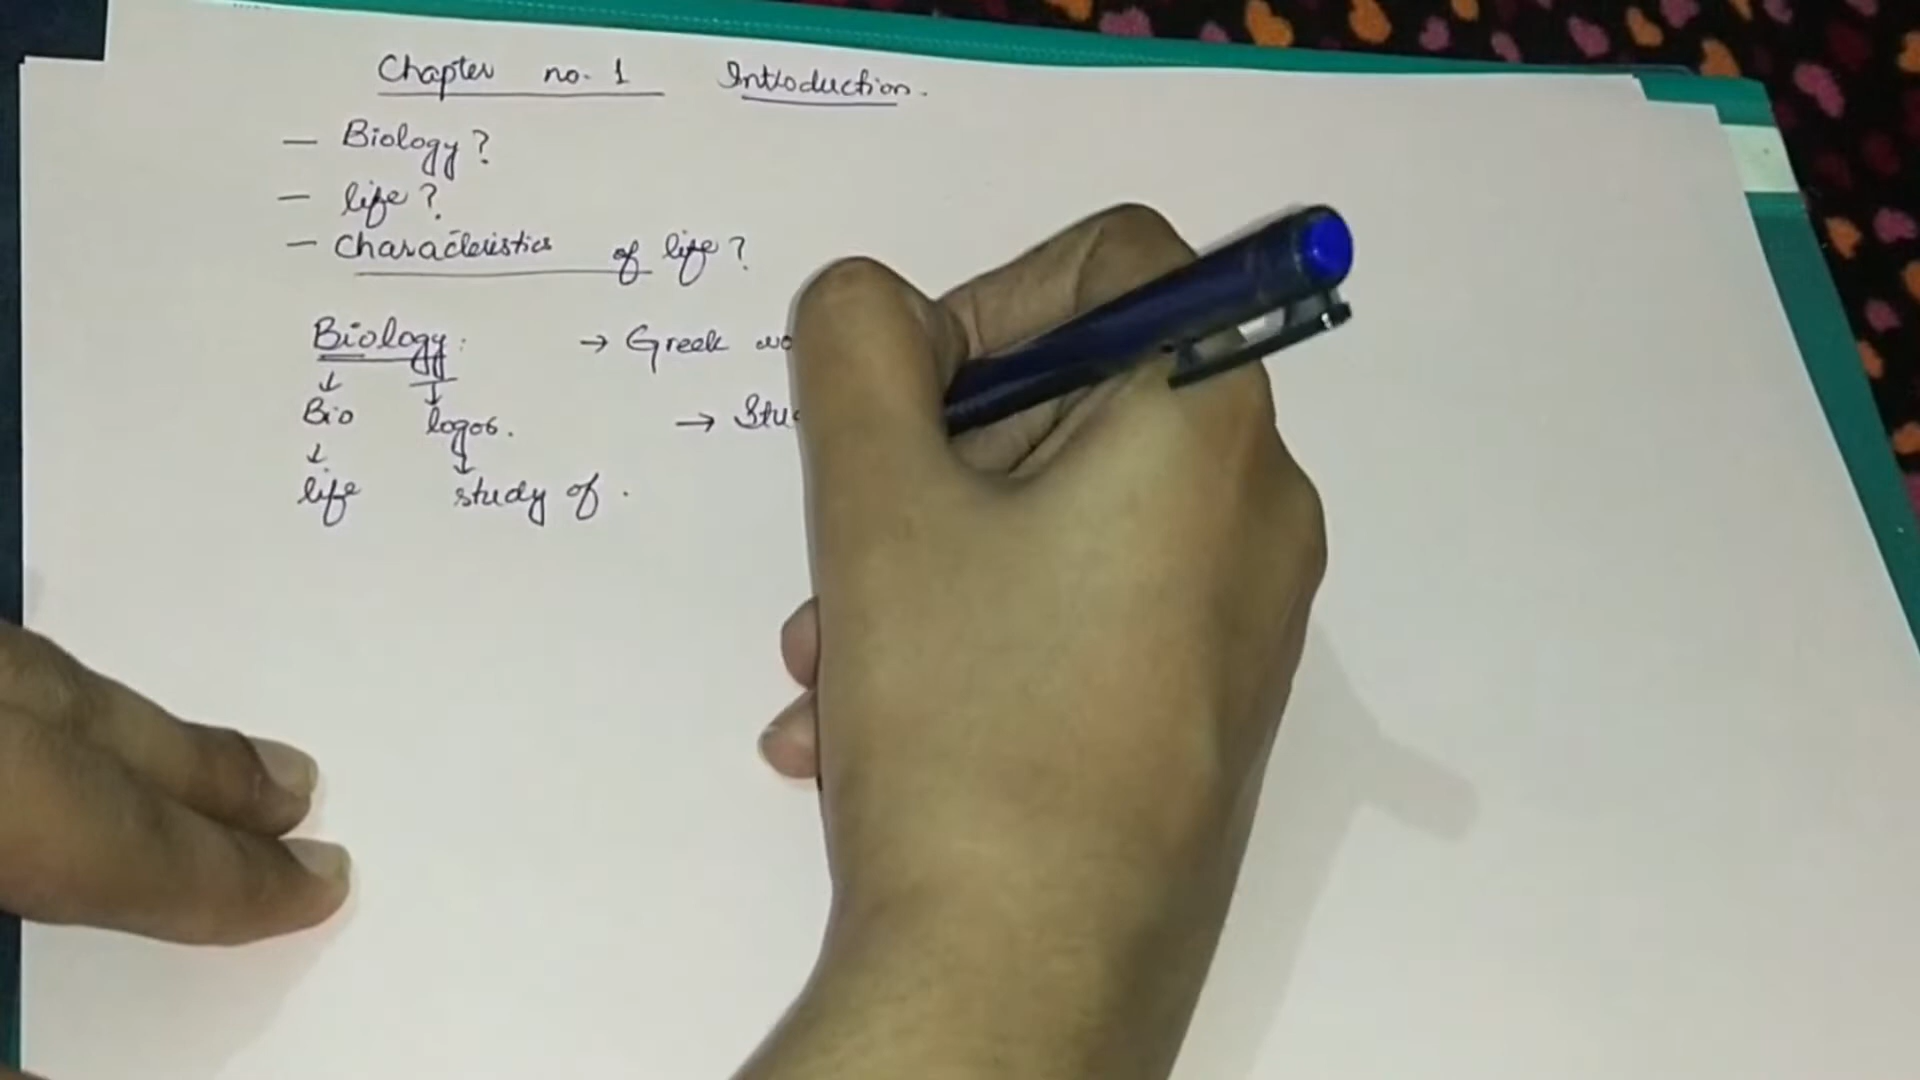 Chapter no. 1 Introduction.
— Biology?
— life?
— Characteristics of life?
Biology: → Greek
↓ ↓
Bio logos. →
↓ ↓
life study of .